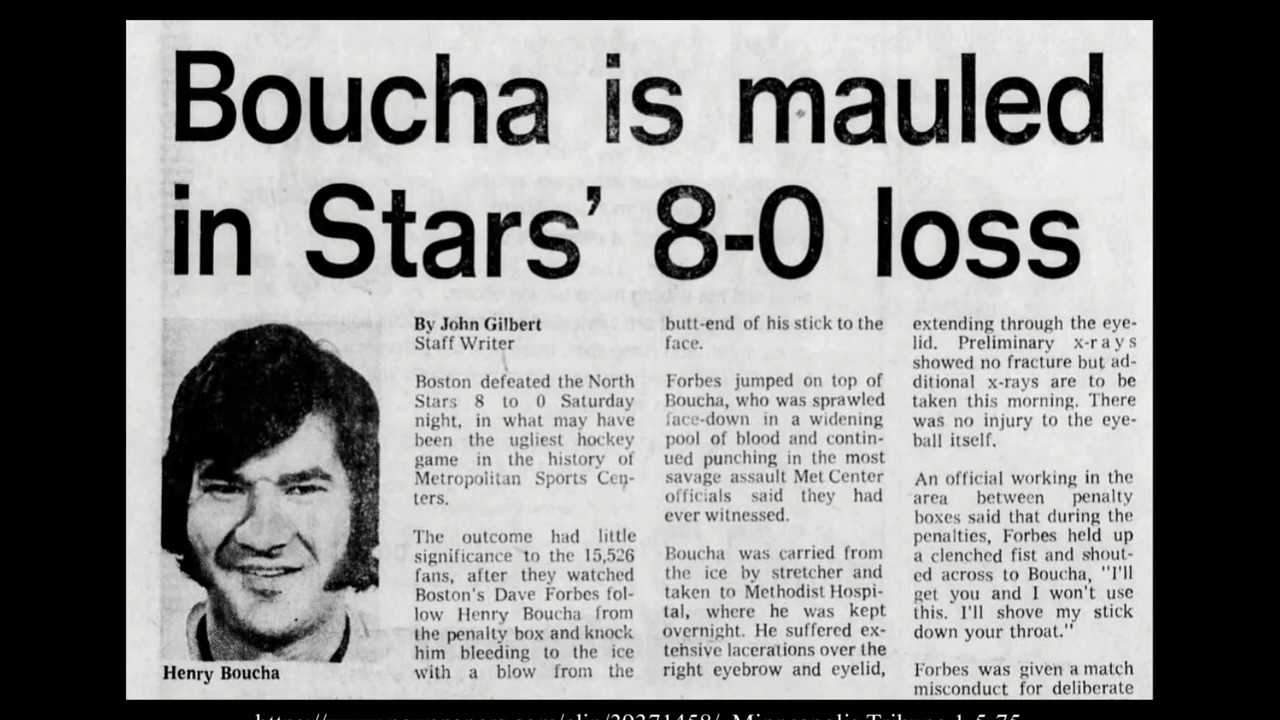 Boucha is mauled
in Stars' 8-0 loss
Henry Boucha
By John Gilbert
Staff Writer
Boston defeated the North
Stars 8 to 0 Saturday
night, in what may have
been the ugliest hockey
game in the history of
Metropolitan Sports Cen-
ters.
The outcome had little
significance to the 15,526
fans, after they watched
Boston's Dave Forbes fol-
low Henry Boucha from
the penalty box and knock
him bleeding to the ice
with a blow from the
butt-end of his stick to the
face.
Forbes jumped on top of
Boucha, who was sprawled
face-down in a widening
pool of blood and contin-
ued punching in the most
savage assault Met Center
officials said they had
ever witnessed.
Boucha was carried from
the ice by stretcher and
taken to Methodist Hospi-
tal, where he was kept
overnight. He suffered ex-
tensive lacerations over the
right eyebrow and eyelid,
extending through the eye-
lid. Preliminary x-rays
showed no fracture but ad-
ditional x-rays are to be
taken this morning. There
was no injury to the eye-
ball itself.
An official working in the
area between penalty
boxes said that during the
penalties, Forbes held up
a clenched fist and shout-
ed across to Boucha, "I'll
get you and I won't use
this. I'll shove my stick
down your throat."
Forbes was given a match
misconduct for deliberate
Minneapolis Tribune 1-5-75